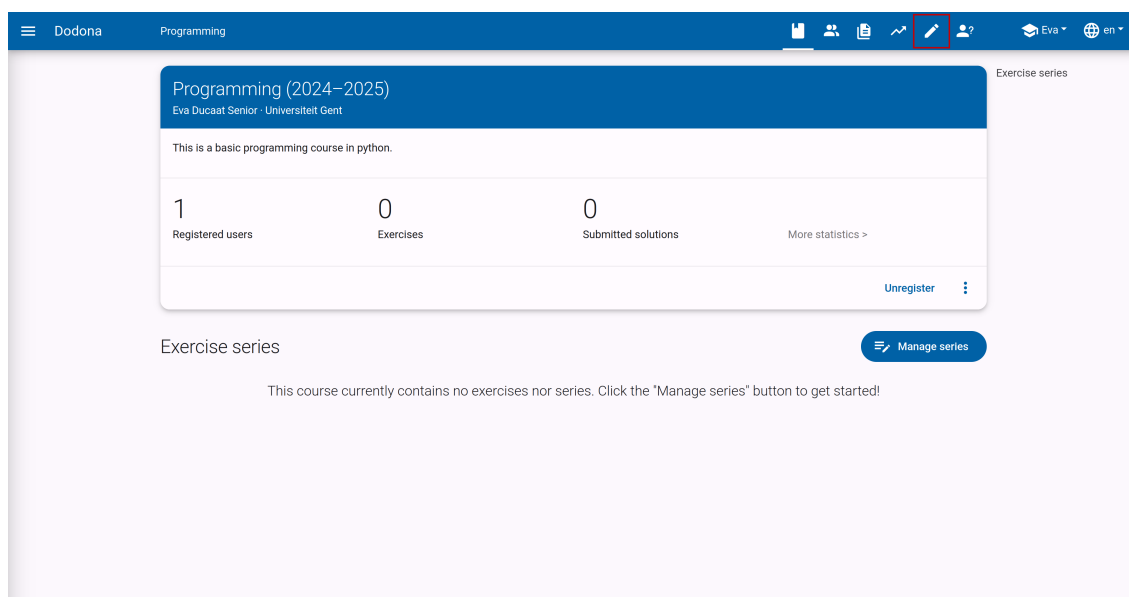 Dodona Programming ? Eva en
Exercise series
Programming (2024–2025)
Eva Ducaat Senior · Universiteit Gent
This is a basic programming course in python.
1 0 0
Registered users Exercises Submitted solutions More statistics >
Unregister
Exercise series Manage series
This course currently contains no exercises nor series. Click the "Manage series" button to get started!